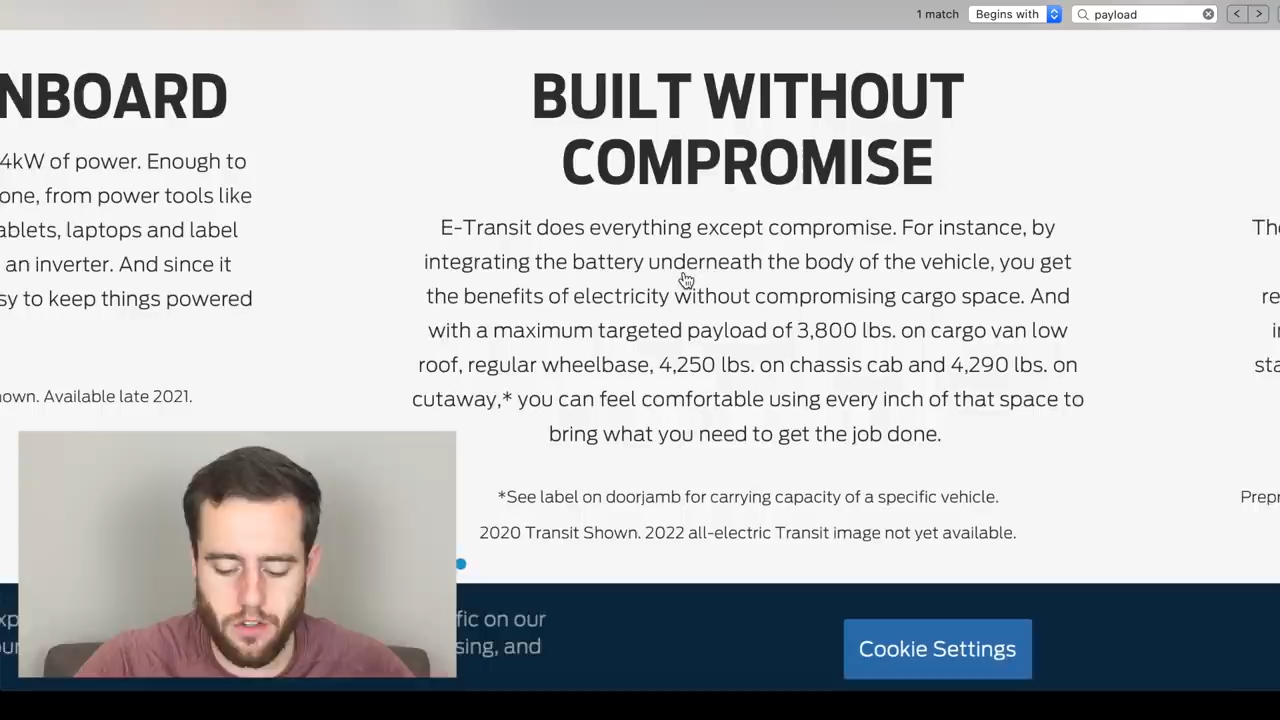 1 match
Begins with
payload
NBOARD
4kW of power. Enough to
one, from power tools like
ablets, laptops and label
an inverter. And since it
sy to keep things powered
own. Available late 2021.
BUILT WITHOUT
COMPROMISE
E-Transit does everything except compromise. For instance, by
integrating the battery underneath the body of the vehicle, you get
the benefits of electricity without compromising cargo space. And
with a maximum targeted payload of 3,800 lbs. on cargo van low
roof, regular wheelbase, 4,250 lbs. on chassis cab and 4,290 lbs. on
cutaway,* you can feel comfortable using every inch of that space to
bring what you need to get the job done.
*See label on doorjamb for carrying capacity of a specific vehicle.
2020 Transit Shown. 2022 all-electric Transit image not yet available.
The
re
i
sta
Prepr
xp
fic on our
our
sing, and
Cookie Settings